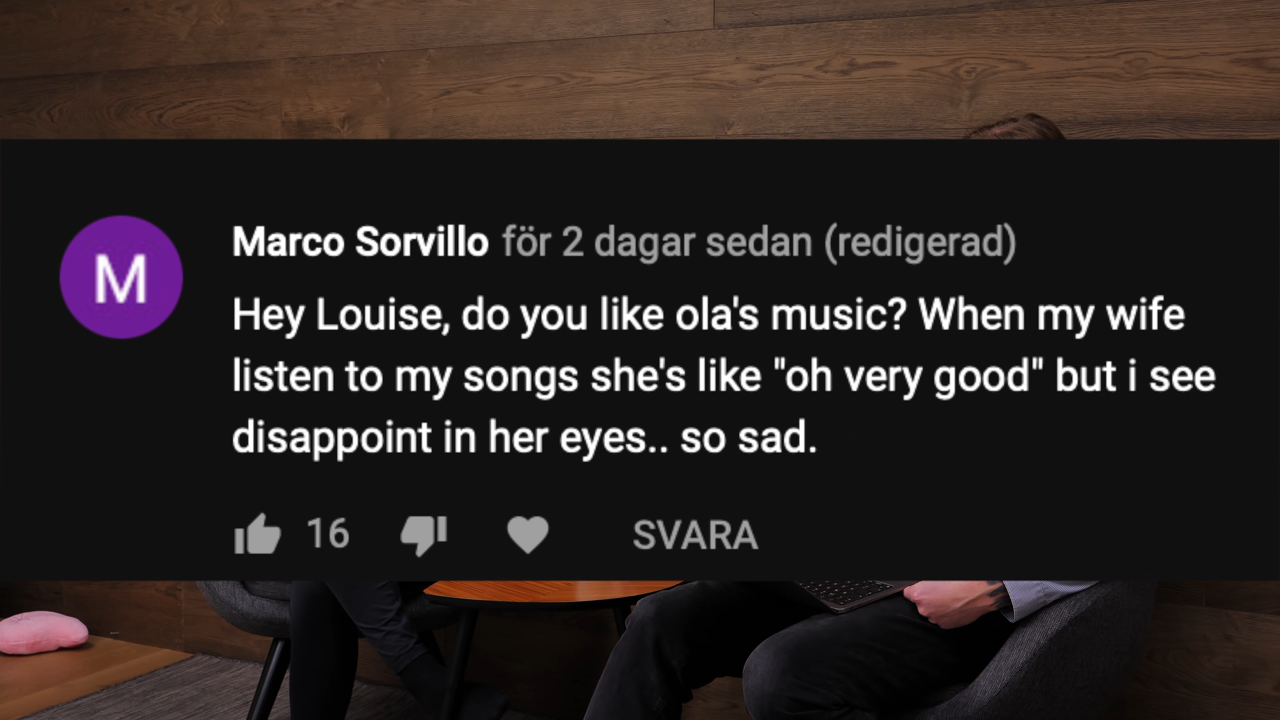 M
Marco Sorvillo för 2 dagar sedan (redigerad)
Hey Louise, do you like ola's music? When my wife
listen to my songs she's like "oh very good" but i see
disappoint in her eyes.. so sad.
16 SVARA